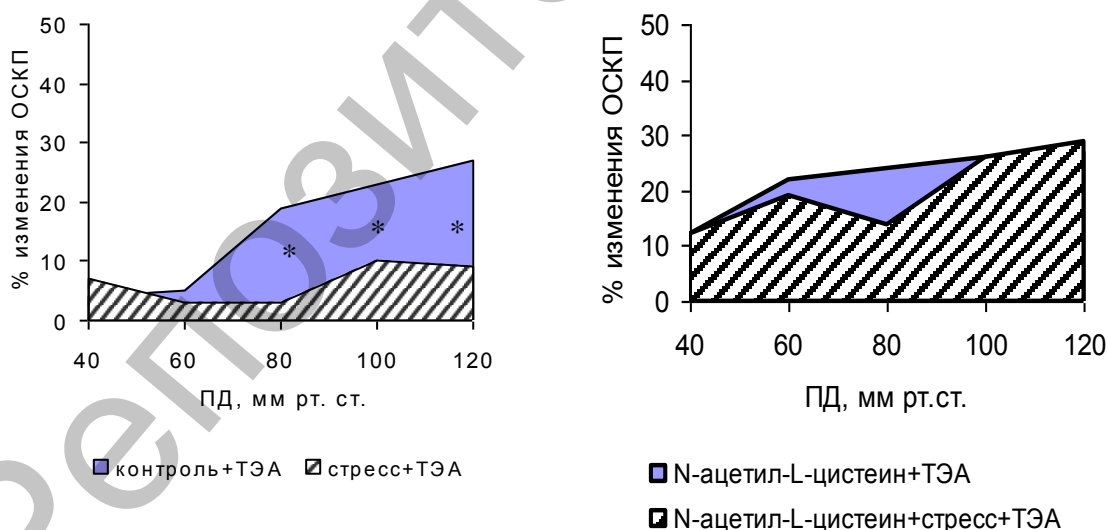 % изменения ОСКП
50
40
30
20
10
0
*
*
*
40 60 80 100 120
ПД, мм рт. ст.
контроль+ТЭА стресс+ТЭА
% изменения ОСКП
50
40
30
20
10
0
40 60 80 100 120
ПД, мм рт.ст.
N-ацетил-L-цистеин+ТЭА
N-ацетил-L-цистеин+стресс+ТЭА
Репозито